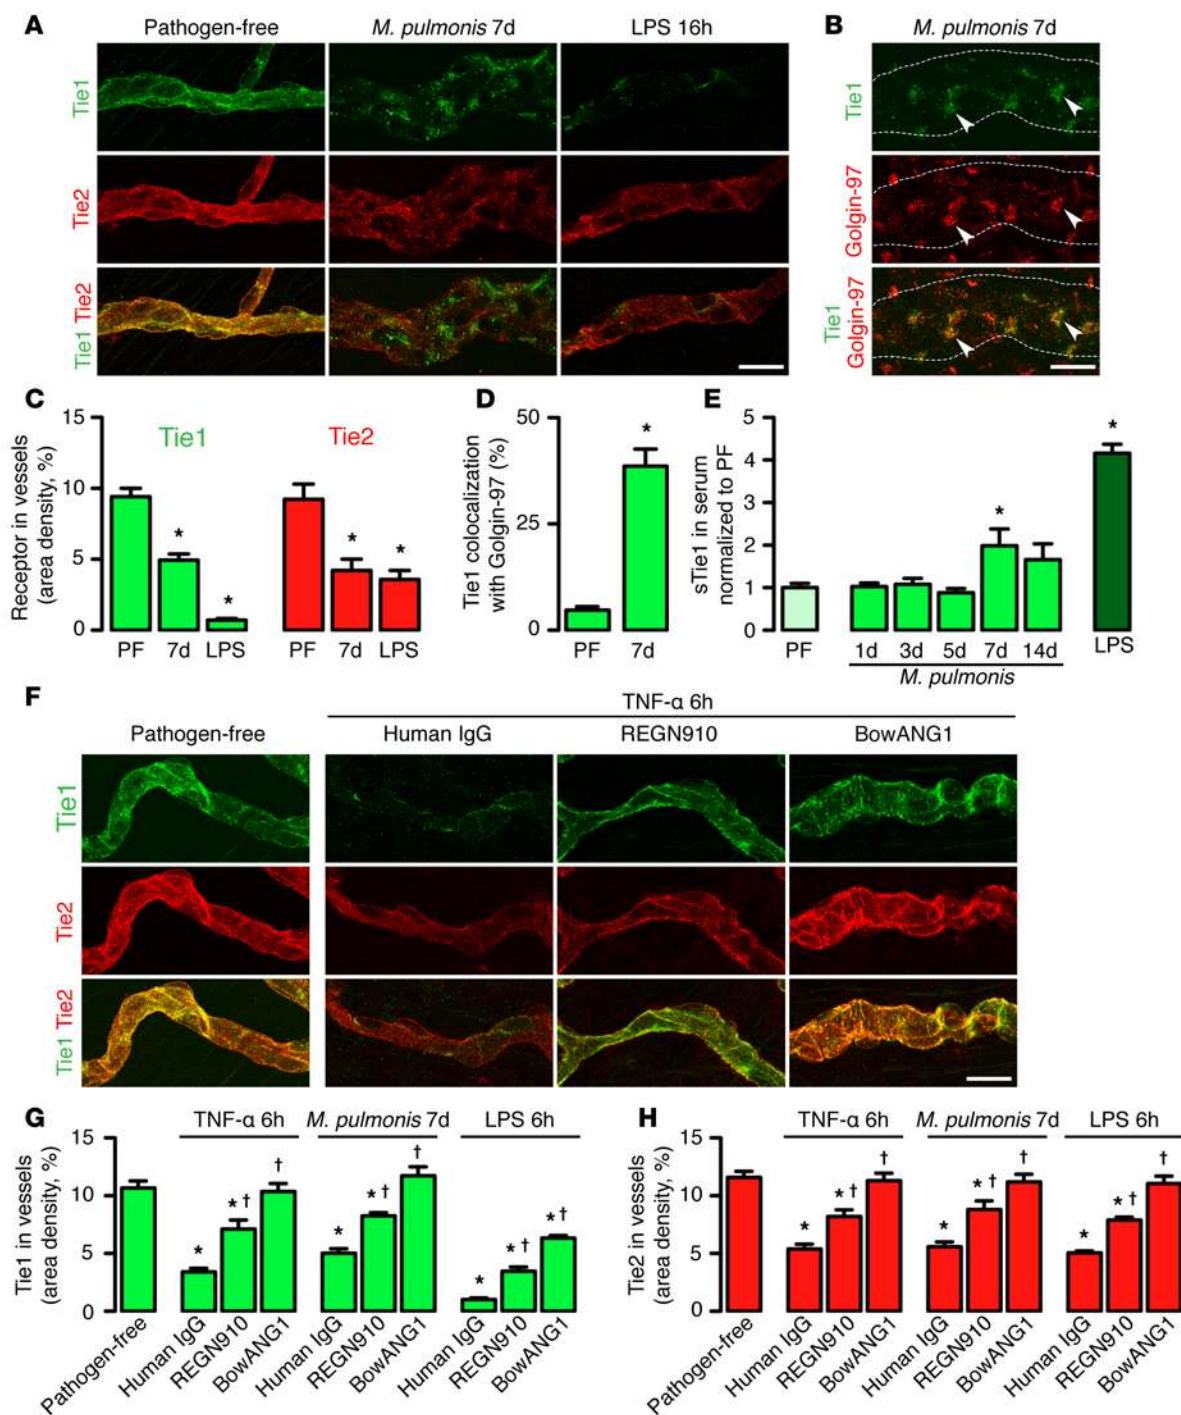 A
Pathogen-free
M. pulmonis 7d
LPS 16h
Tie1
Tie2
Tie1 Tie2
B
M. pulmonis 7d
Tie1
Golgin-97
Tie1
Golgin-97
C
Receptor in vessels
(area density, %)
15
10
5
0
Tie1
Tie2
*
*
*
*
PF
7d
LPS
PF
7d
LPS
D
Tie1 colocalization
with Golgin-97 (%)
50
25
0
*
PF
7d
E
sTie1 in serum
normalized to PF
5
4
3
2
1
0
*
*
PF
1d
3d
5d
7d
14d
LPS
M. pulmonis
F
TNF-α 6h
Pathogen-free
Human IgG
REGN910
BowANG1
Tie1
Tie2
Tie1 Tie2
G
TNF-α 6h
M. pulmonis 7d
LPS 6h
Tie1 in vessels
(area density, %)
15
10
5
0
*
* †
†
*
* †
†
*
* †
* †
Pathogen-free
Human IgG
REGN910
BowANG1
Human IgG
REGN910
BowANG1
Human IgG
REGN910
BowANG1
H
TNF-α 6h
M. pulmonis 7d
LPS 6h
Tie2 in vessels
(area density, %)
15
10
5
0
*
* †
†
*
* †
†
*
* †
†
Pathogen-free
Human IgG
REGN910
BowANG1
Human IgG
REGN910
BowANG1
Human IgG
REGN910
BowANG1